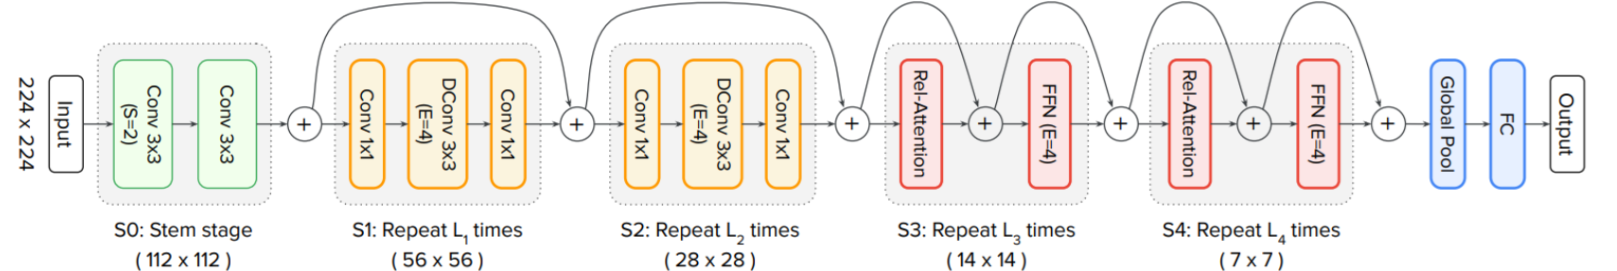 224 x 224
Input
Conv 3x3
(S=2)
Conv 3x3
+
Conv 1x1
DConv 3x3
(E=4)
Conv 1x1
+
Conv 1x1
DConv 3x3
(E=4)
Conv 1x1
+
Rel-Attention
+
FFN (E=4)
+
Rel-Attention
+
FFN (E=4)
+
Global Pool
FC
Output
S0: Stem stage
( 112 x 112 )
S1: Repeat L1 times
( 56 x 56 )
S2: Repeat L2 times
( 28 x 28 )
S3: Repeat L3 times
( 14 x 14 )
S4: Repeat L4 times
( 7 x 7 )